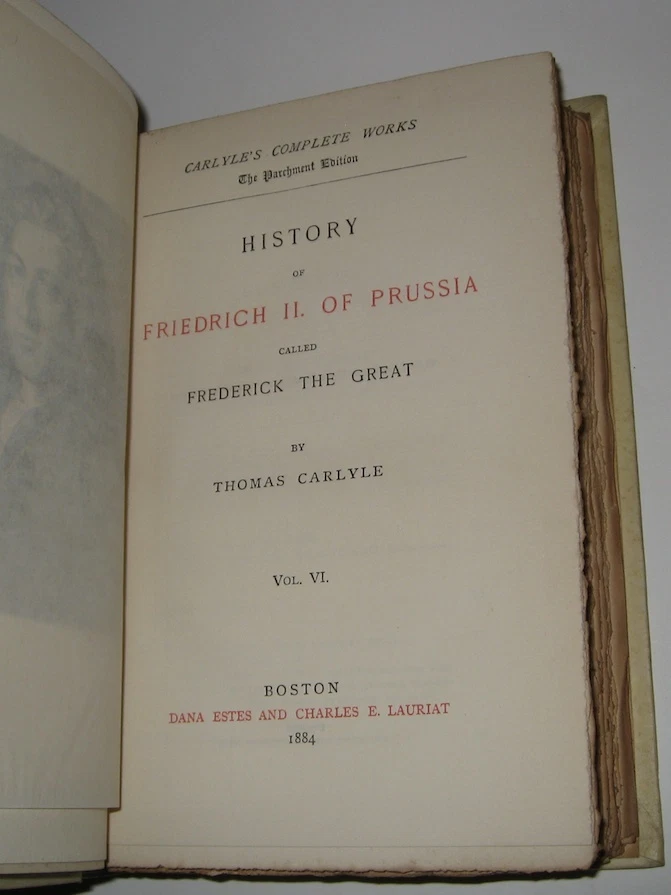 CARLYLE'S COMPLETE WORKS
The Parchment Edition
HISTORY
OF
FRIEDRICH II. OF PRUSSIA
CALLED
FREDERICK THE GREAT
BY
THOMAS CARLYLE
VOL. VI.
BOSTON
DANA ESTES AND CHARLES E. LAURIAT
1884